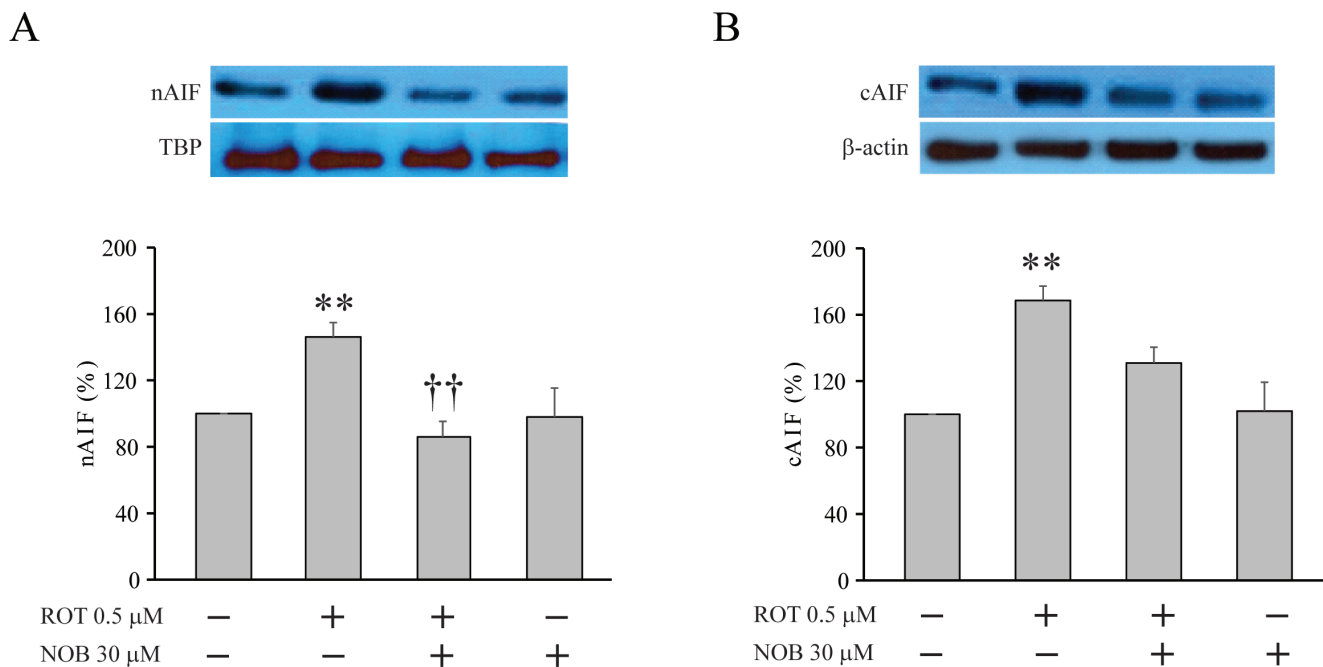 A
nAIF
TBP
200
160
120
80
40
0
nAIF (%)
**
††
ROT 0.5 µM − + + −
NOB 30 µM − − + +
B
cAIF
β-actin
200
160
120
80
40
0
cAIF (%)
**
ROT 0.5 µM − + + −
NOB 30 µM − − + +